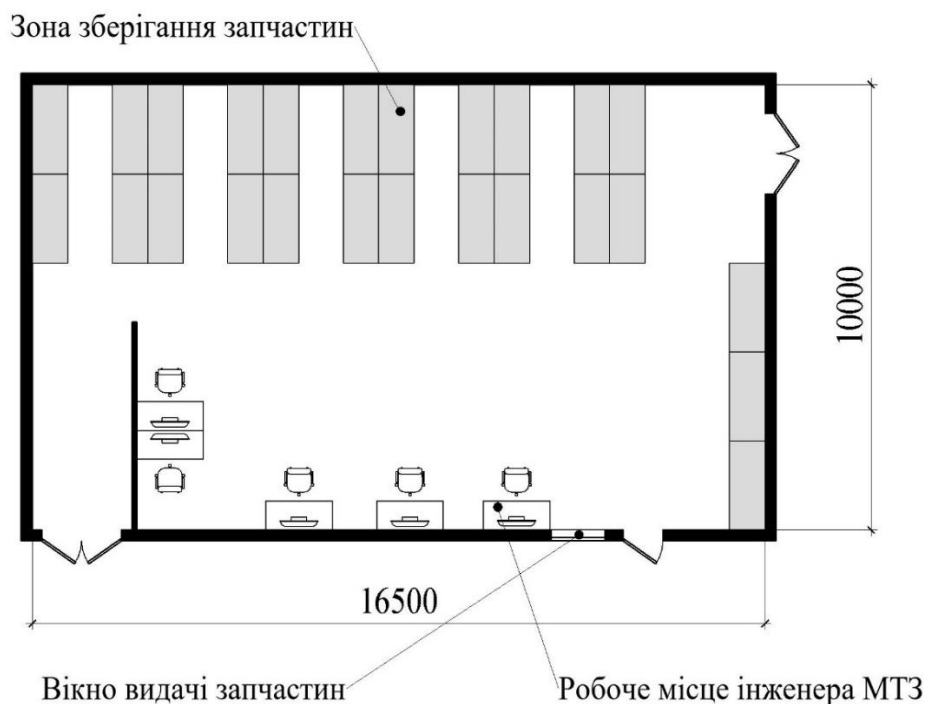 Зона зберігання запчастин
10000
16500
Вікно видачі запчастин
Робоче місце інженера МТЗ